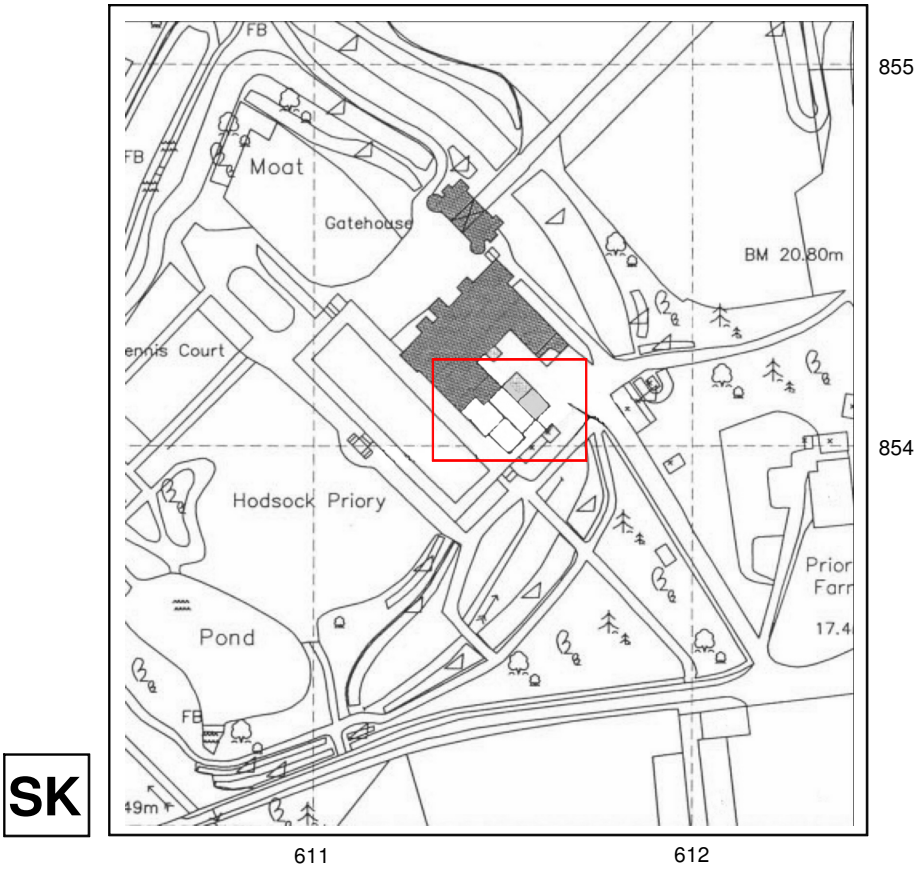 FB
855
FB
Moat
Gatehouse
BM 20.80m
ennis Court
854
Hodsock Priory
Prior
Farr
17.4
Pond
FB
SK
49m
611
612